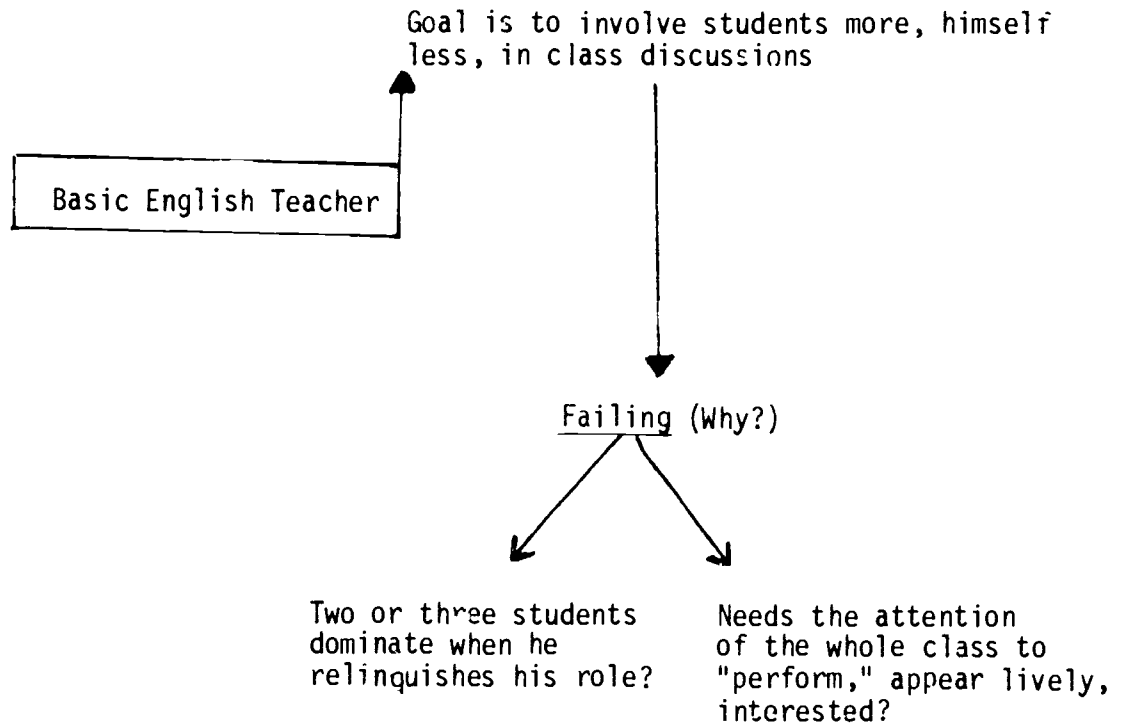 Goal is to involve students more, himself
less, in class discussions
Basic English Teacher
Failing (Why?)
Two or three students
dominate when he
relinquishes his role?
Needs the attention
of the whole class to
"perform," appear lively,
interested?